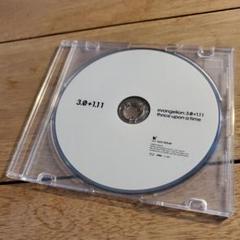 3.0+1.11
evangelion: 3.0+1.11
thrice upon a time